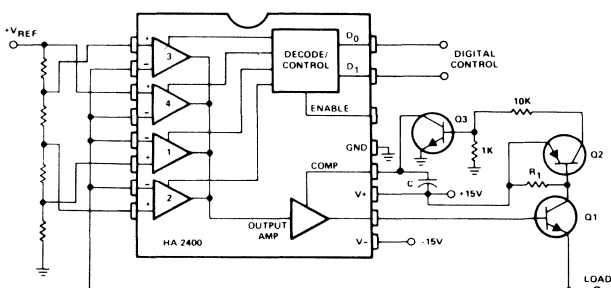 +VREF
+
3
-
+
4
-
-
1
+
-
2
+
DECODE/
CONTROL
D0
D1
DIGITAL
CONTROL
ENABLE
GND
COMP
V+
V-
OUTPUT
AMP
HA 2400
Q3
10K
1K
Q2
C
R1
+15V
Q1
-15V
LOAD